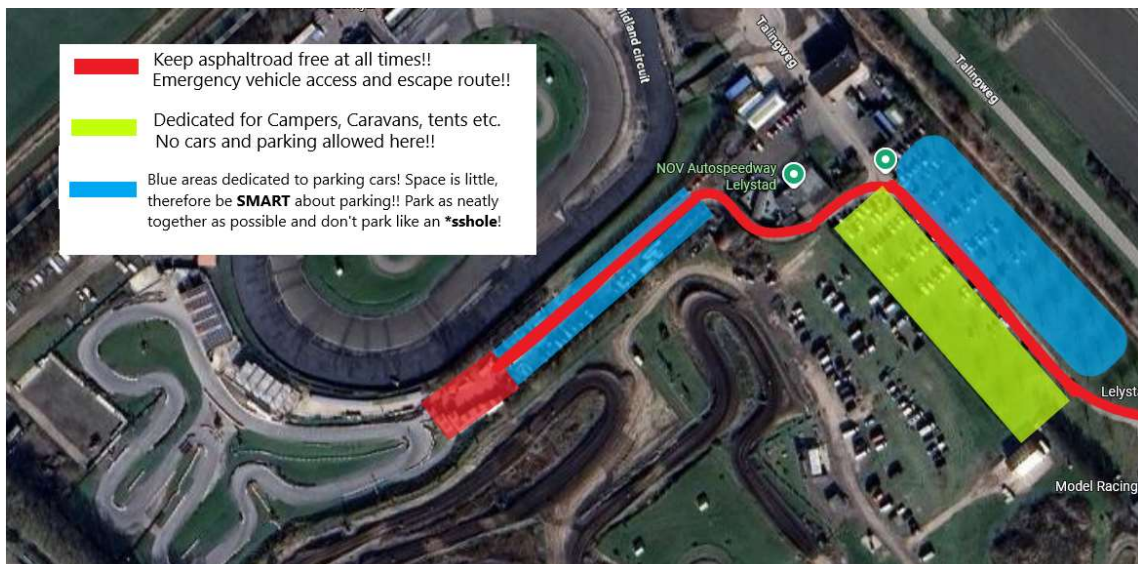 Keep asphaltroad free at all times!!
Emergency vehicle access and escape route!!
Dedicated for Campers, Caravans, tents etc.
No cars and parking allowed here!!
Blue areas dedicated to parking cars! Space is little,
therefore be SMART about parking!! Park as neatly
together as possible and don't park like an *sshole!
Midland circuit
Talingweg
Talingweg
NOV Autospeedway
Lelystad
Lelysta
Model Racing